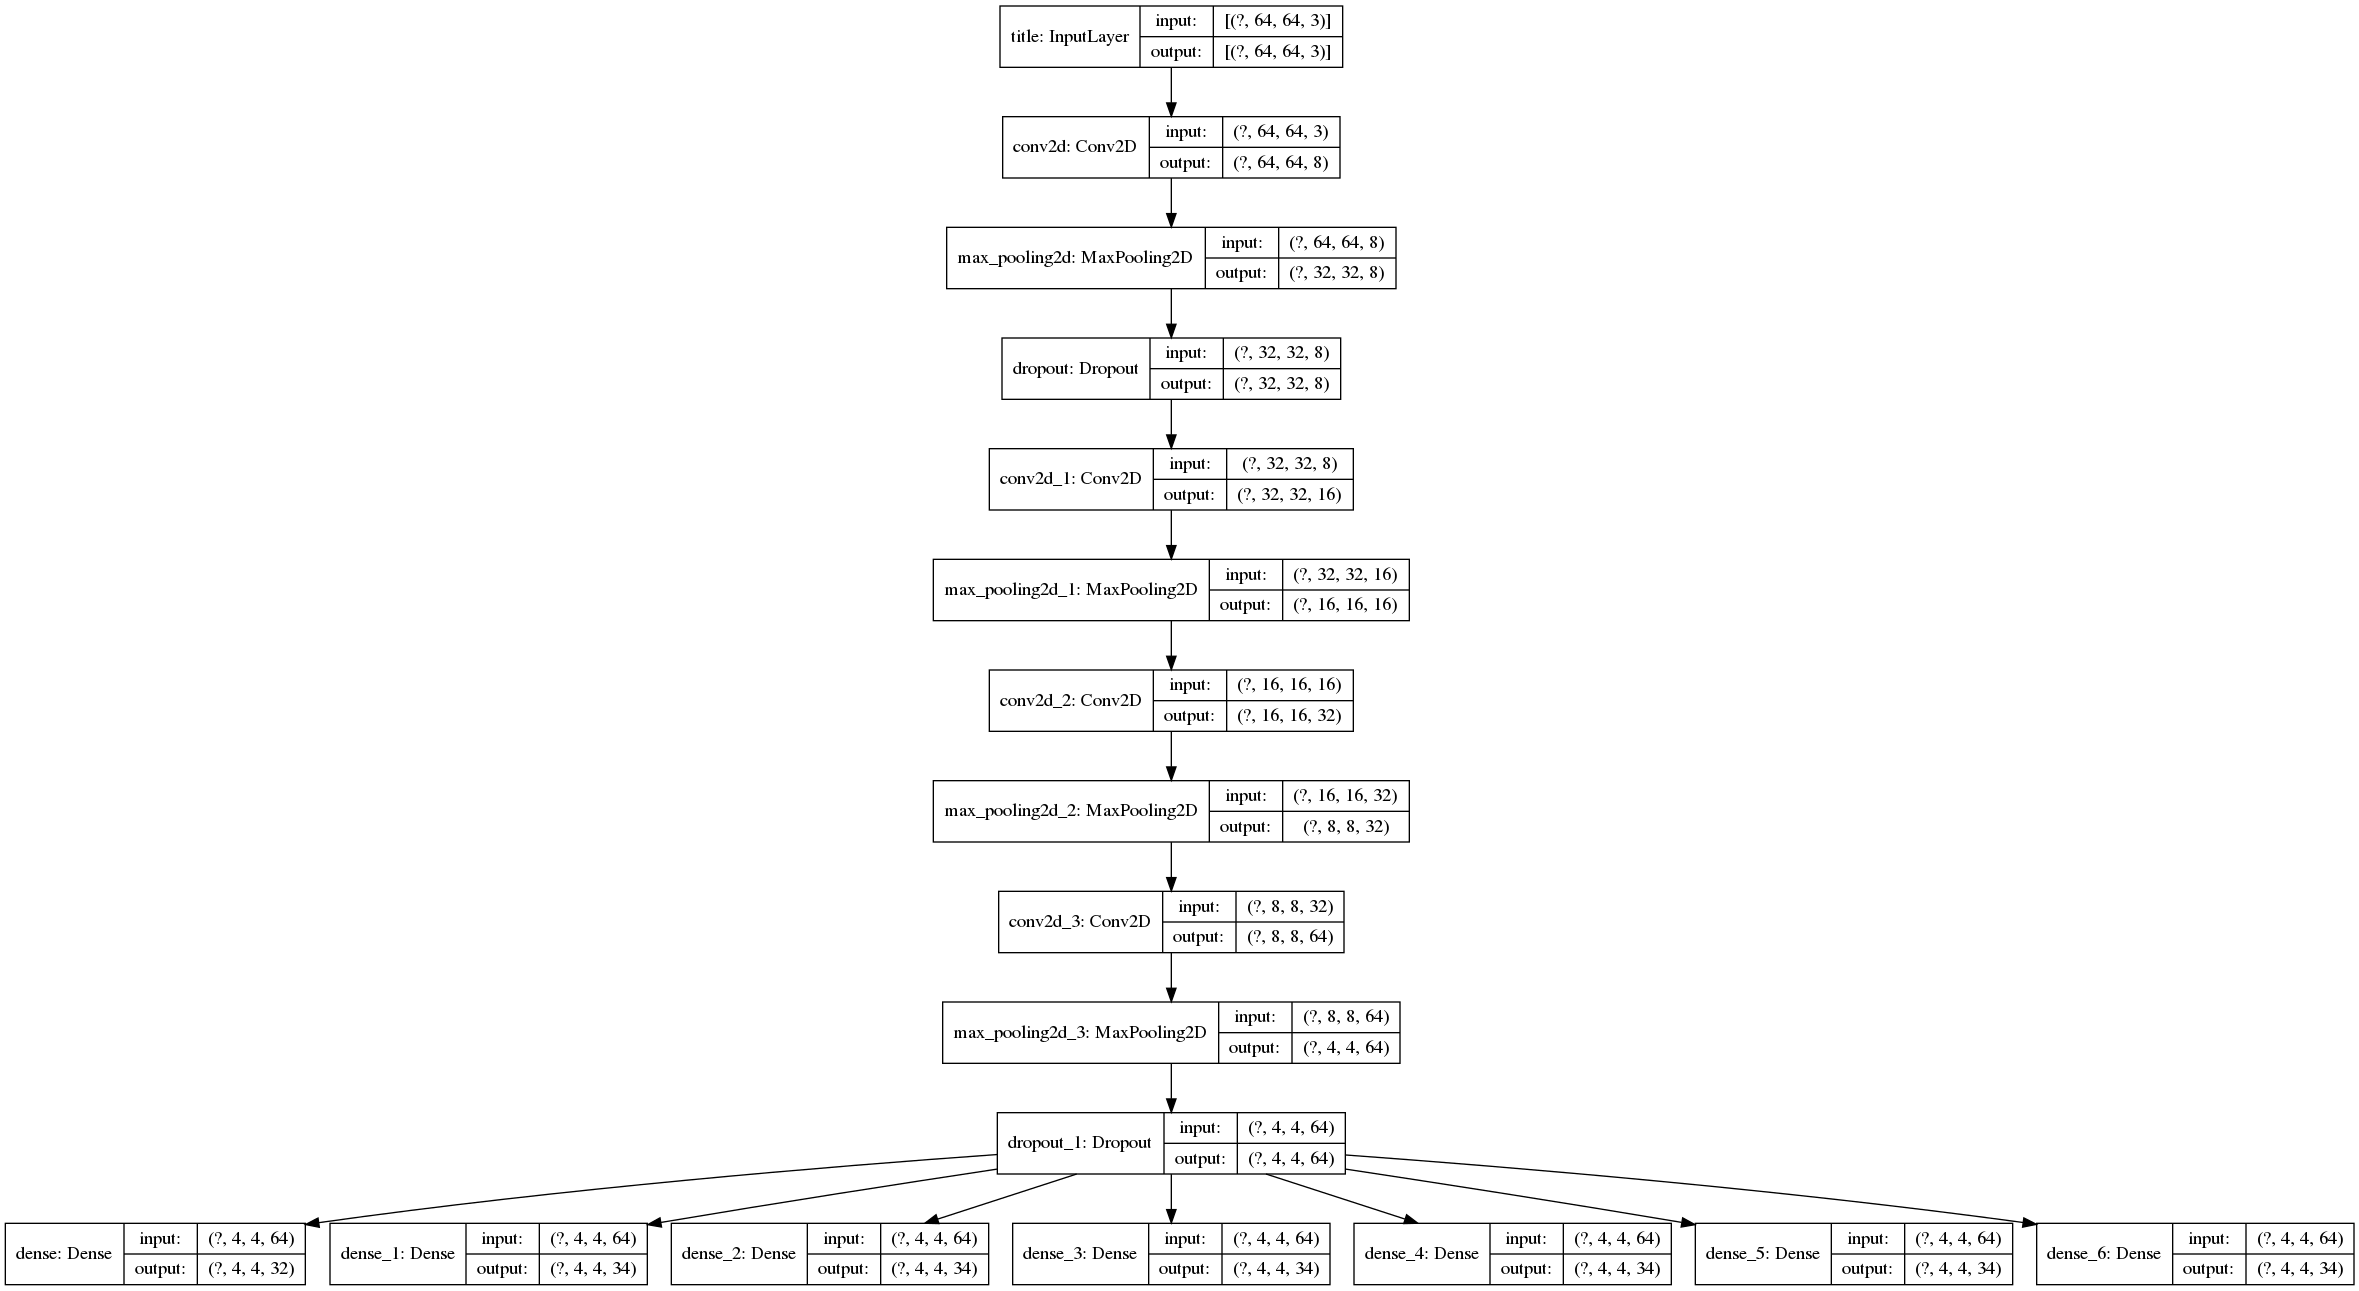 title: InputLayer
input: [(?, 64, 64, 3)]
output: [(?, 64, 64, 3)]
conv2d: Conv2D
input: (?, 64, 64, 3)
output: (?, 64, 64, 8)
max_pooling2d: MaxPooling2D
input: (?, 64, 64, 8)
output: (?, 32, 32, 8)
dropout: Dropout
input: (?, 32, 32, 8)
output: (?, 32, 32, 8)
conv2d_1: Conv2D
input: (?, 32, 32, 8)
output: (?, 32, 32, 16)
max_pooling2d_1: MaxPooling2D
input: (?, 32, 32, 16)
output: (?, 16, 16, 16)
conv2d_2: Conv2D
input: (?, 16, 16, 16)
output: (?, 16, 16, 32)
max_pooling2d_2: MaxPooling2D
input: (?, 16, 16, 32)
output: (?, 8, 8, 32)
conv2d_3: Conv2D
input: (?, 8, 8, 32)
output: (?, 8, 8, 64)
max_pooling2d_3: MaxPooling2D
input: (?, 8, 8, 64)
output: (?, 4, 4, 64)
dropout_1: Dropout
input: (?, 4, 4, 64)
output: (?, 4, 4, 64)
dense: Dense
input: (?, 4, 4, 64)
output: (?, 4, 4, 32)
dense_1: Dense
input: (?, 4, 4, 64)
output: (?, 4, 4, 34)
dense_2: Dense
input: (?, 4, 4, 64)
output: (?, 4, 4, 34)
dense_3: Dense
input: (?, 4, 4, 64)
output: (?, 4, 4, 34)
dense_4: Dense
input: (?, 4, 4, 64)
output: (?, 4, 4, 34)
dense_5: Dense
input: (?, 4, 4, 64)
output: (?, 4, 4, 34)
dense_6: Dense
input: (?, 4, 4, 64)
output: (?, 4, 4, 34)